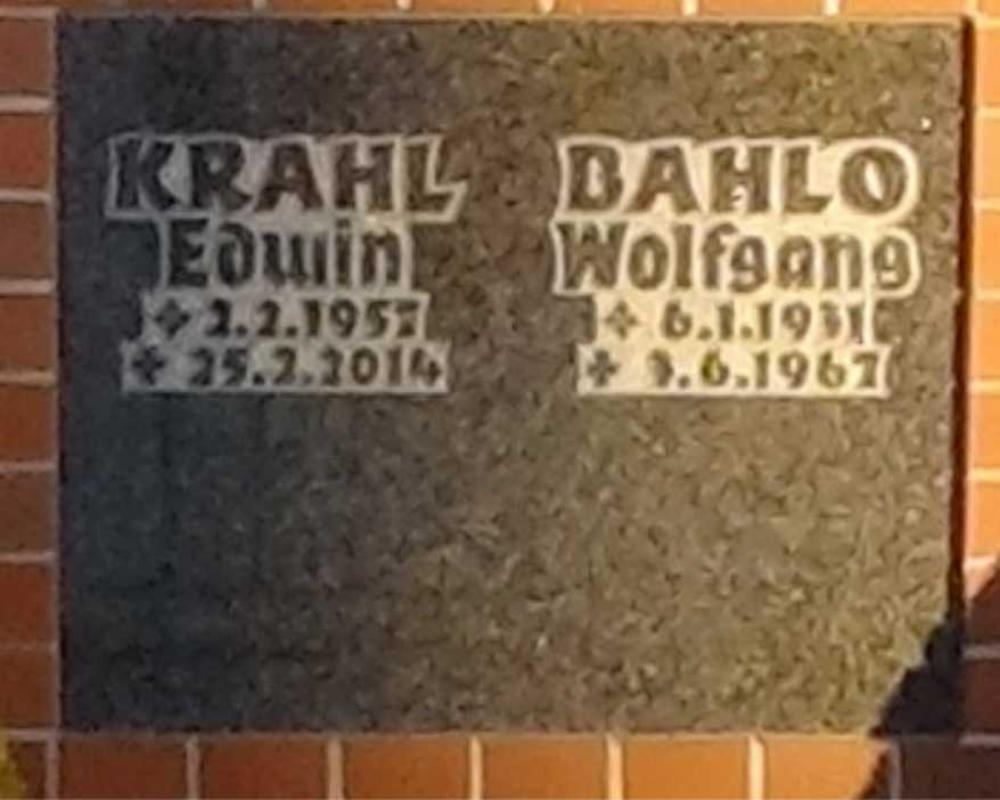 KRAHL
Edwin
2.2.1957
25.2.2014
BAHLO
Wolfgang
6.1.1931
3.6.1967